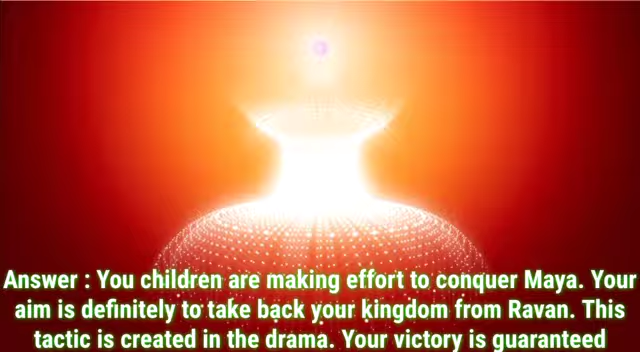 Answer : You children are making effort to conquer Maya. Your
aim is definitely to take back your kingdom from Ravan. This
tactic is created in the drama. Your victory is guaranteed